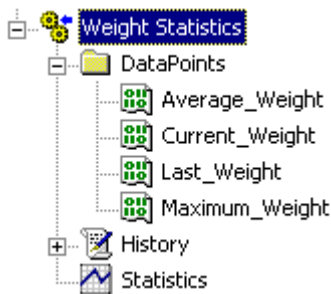 Weight Statistics
DataPoints
Average_Weight
Current_Weight
Last_Weight
Maximum_Weight
History
Statistics